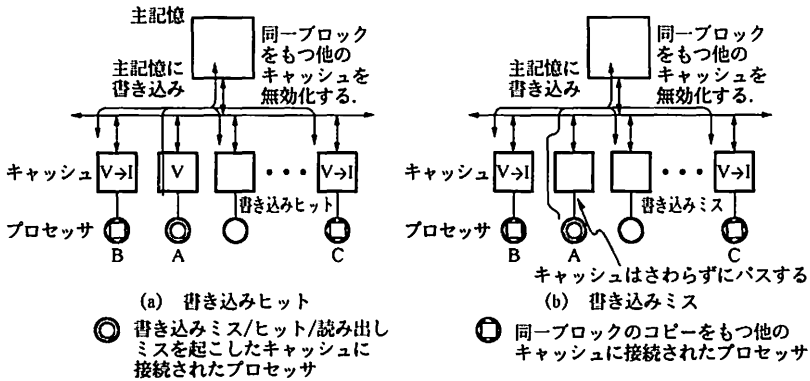 主記憶
同一ブロック
をもつ他の
キャッシュを
無効化する.
主記憶に
書き込み
キャッシュ
V→I
V
V→I
書き込みヒット
プロセッサ
B
A
C
(a) 書き込みヒット
主記憶
同一ブロック
をもつ他の
キャッシュを
無効化する.
主記憶に
書き込み
キャッシュ
V→I
V→I
書き込みミス
プロセッサ
B
A
C
キャッシュはさわらずにパスする
(b) 書き込みミス
書き込みミス/ヒット/読み出し
ミスを起こしたキャッシュに
接続されたプロセッサ
同一ブロックのコピーをもつ他の
キャッシュに接続されたプロセッサ